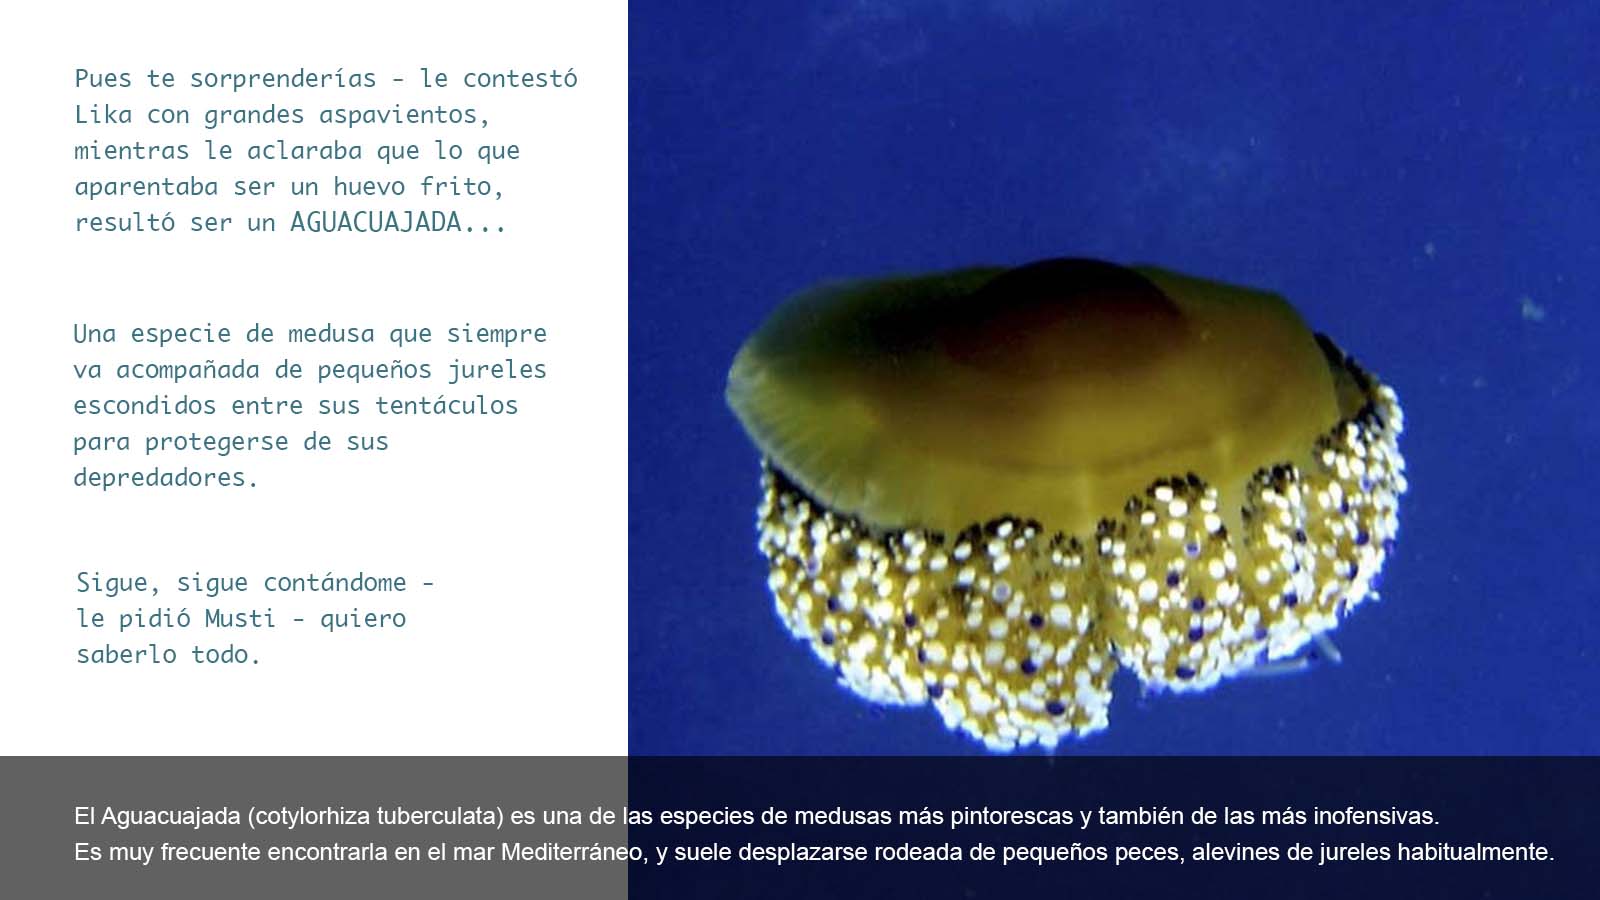 Pues te sorprenderías - le contestó
Lika con grandes aspavientos,
mientras le aclaraba que lo que
aparentaba ser un huevo frito,
resultó ser un AGUACUAJADA...
Una especie de medusa que siempre
va acompañada de pequeños jureles
escondidos entre sus tentáculos
para protegerse de sus
depredadores.
Sigue, sigue contándome -
le pidió Musti - quiero
saberlo todo.
El Aguacuajada (cotylorhiza tuberculata) es una de las especies de medusas más pintorescas y también de las más inofensivas.
Es muy frecuente encontrarla en el mar Mediterráneo, y suele desplazarse rodeada de pequeños peces, alevines de jureles habitualmente.